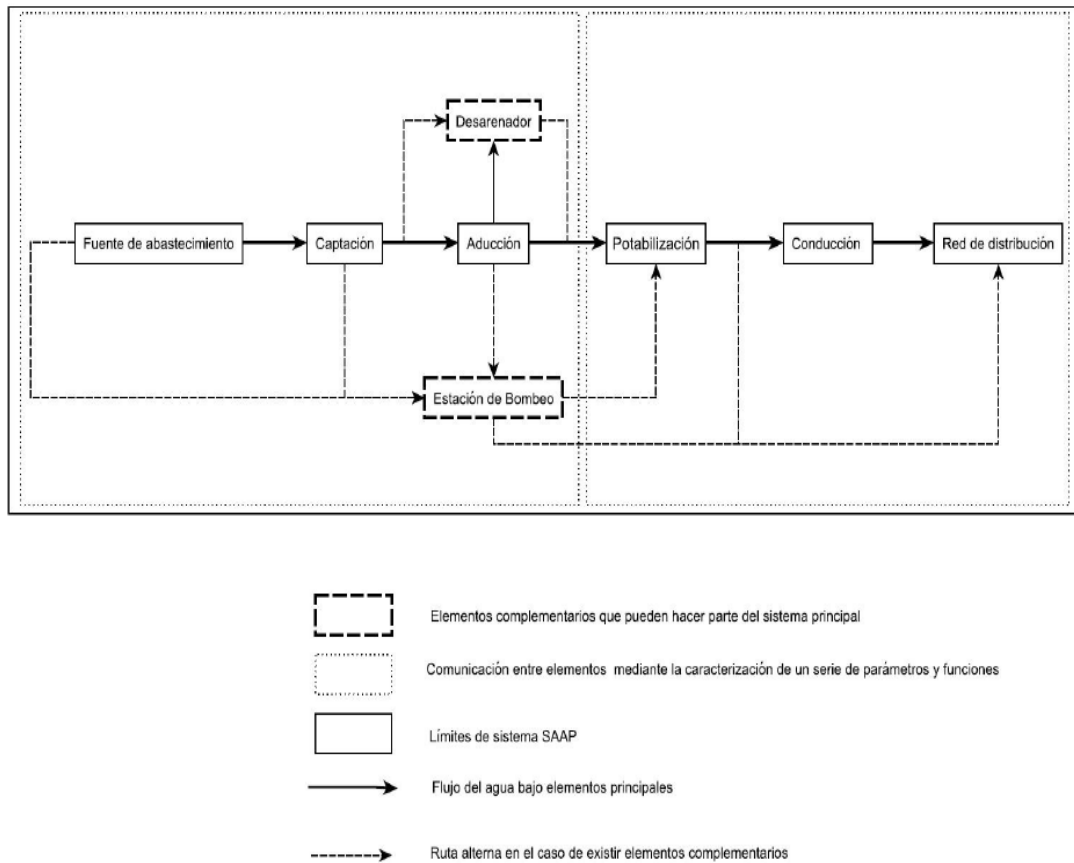 Desarenador
Fuente de abastecimiento
Captación
Aducción
Potabilización
Conducción
Red de distribución
Estación de Bombeo
Elementos complementarios que pueden hacer parte del sistema principal
Comunicación entre elementos mediante la caracterización de un serie de parámetros y funciones
Límites de sistema SAAP
Flujo del agua bajo elementos principales
Ruta alterna en el caso de existir elementos complementarios